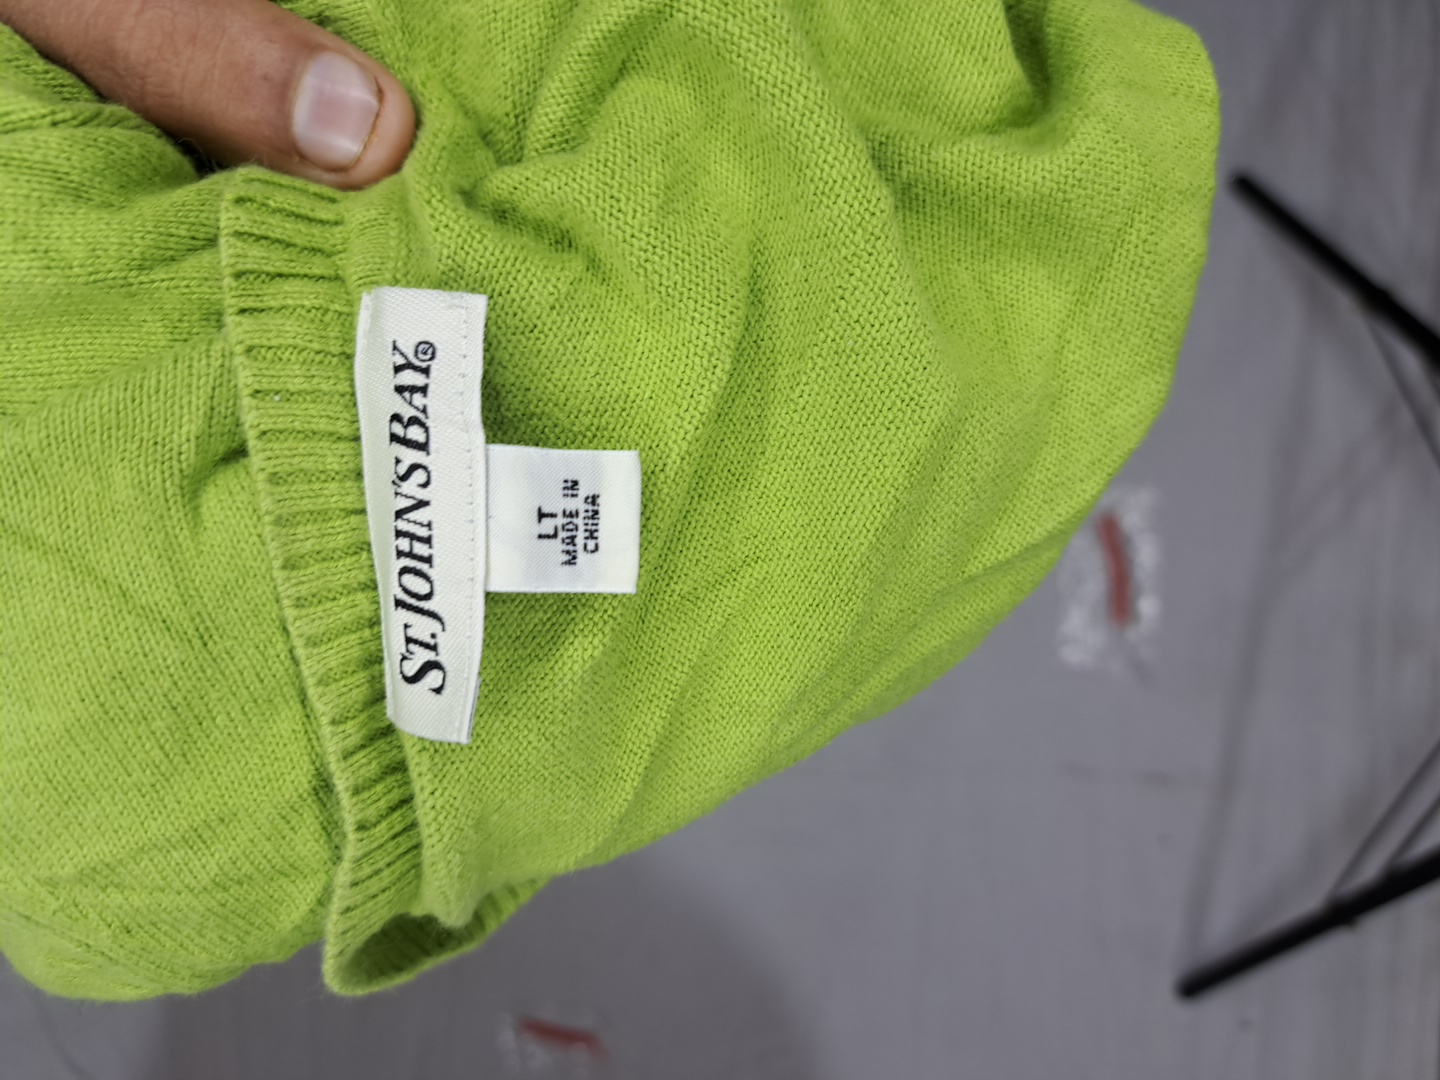 ST. JOHN'S BAY®
LT
MADE IN
CHINA